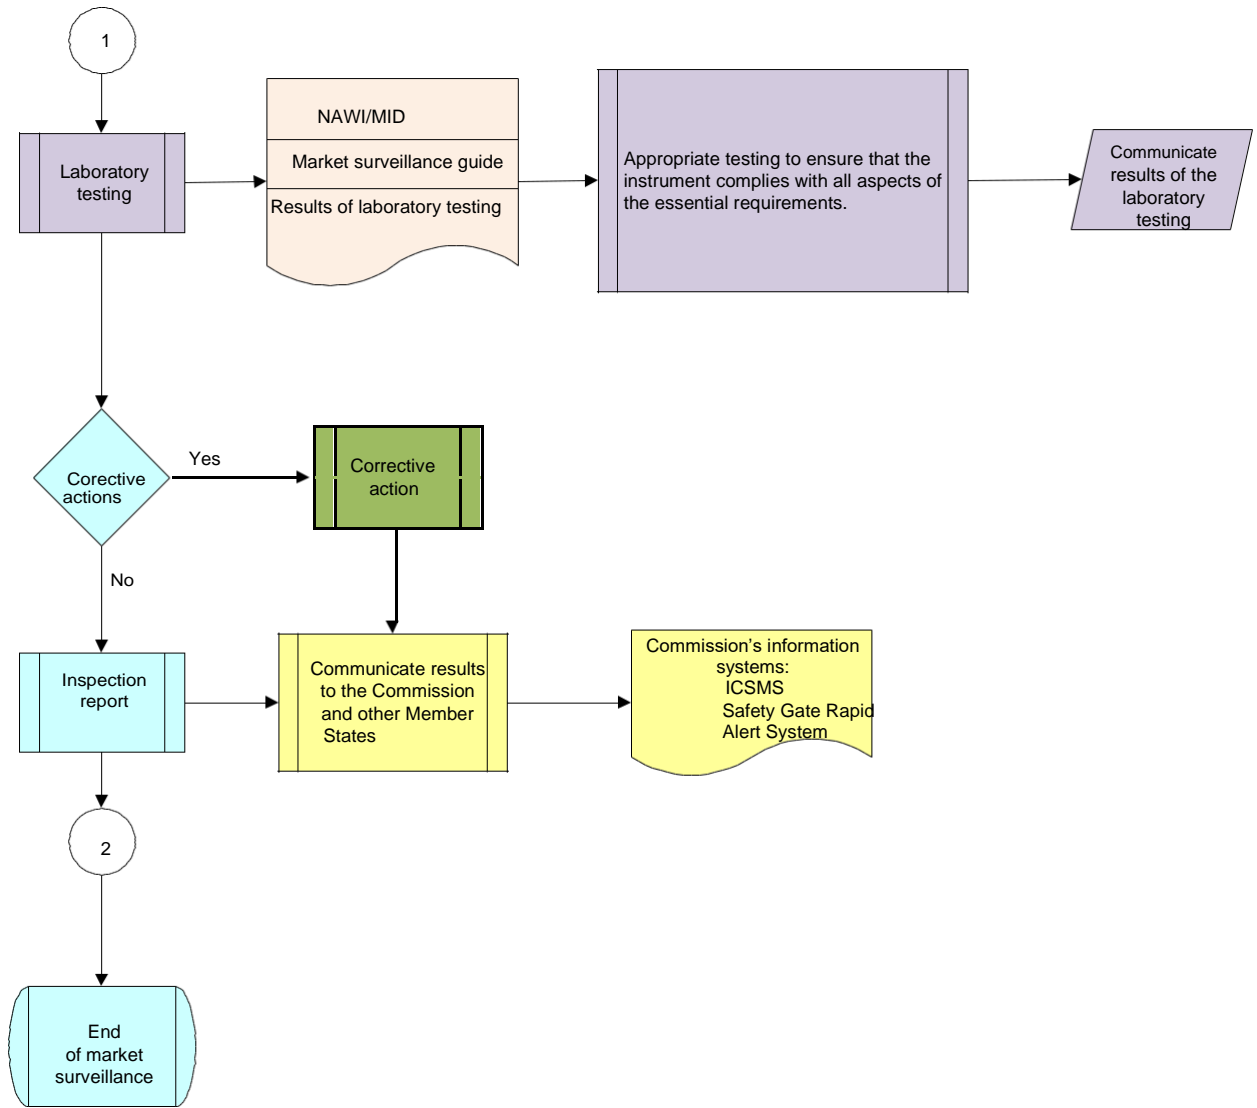 1
NAWI/MID
Market surveillance guide
Results of laboratory testing
Laboratory
testing
Appropriate testing to ensure that the
instrument complies with all aspects of
the essential requirements.
Communicate
results of the
laboratory
testing
Corective
actions
Yes
Corrective
action
No
Inspection
report
Communicate results
to the Commission
and other Member
States
Commission’s information
systems:
ICSMS
Safety Gate Rapid
Alert System
2
End
of market
surveillance